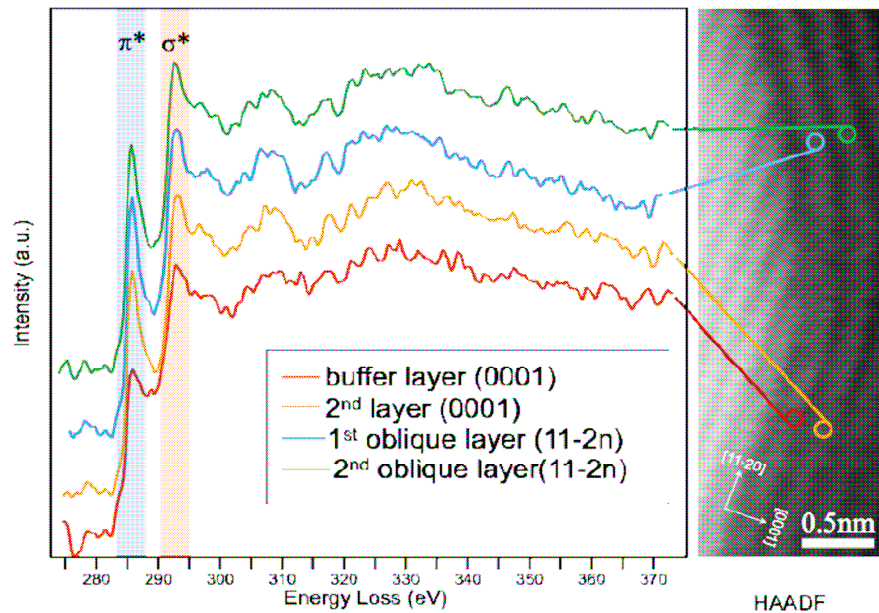 π* σ*
Intensity (a.u.)
buffer layer (0001)
2nd layer (0001)
1st oblique layer (11-2n)
2nd oblique layer(11-2n)
280 290 300 310 320 330 340 350 360 370
Energy Loss (eV)
[11-20]
[1000]
0.5nm
HAADF